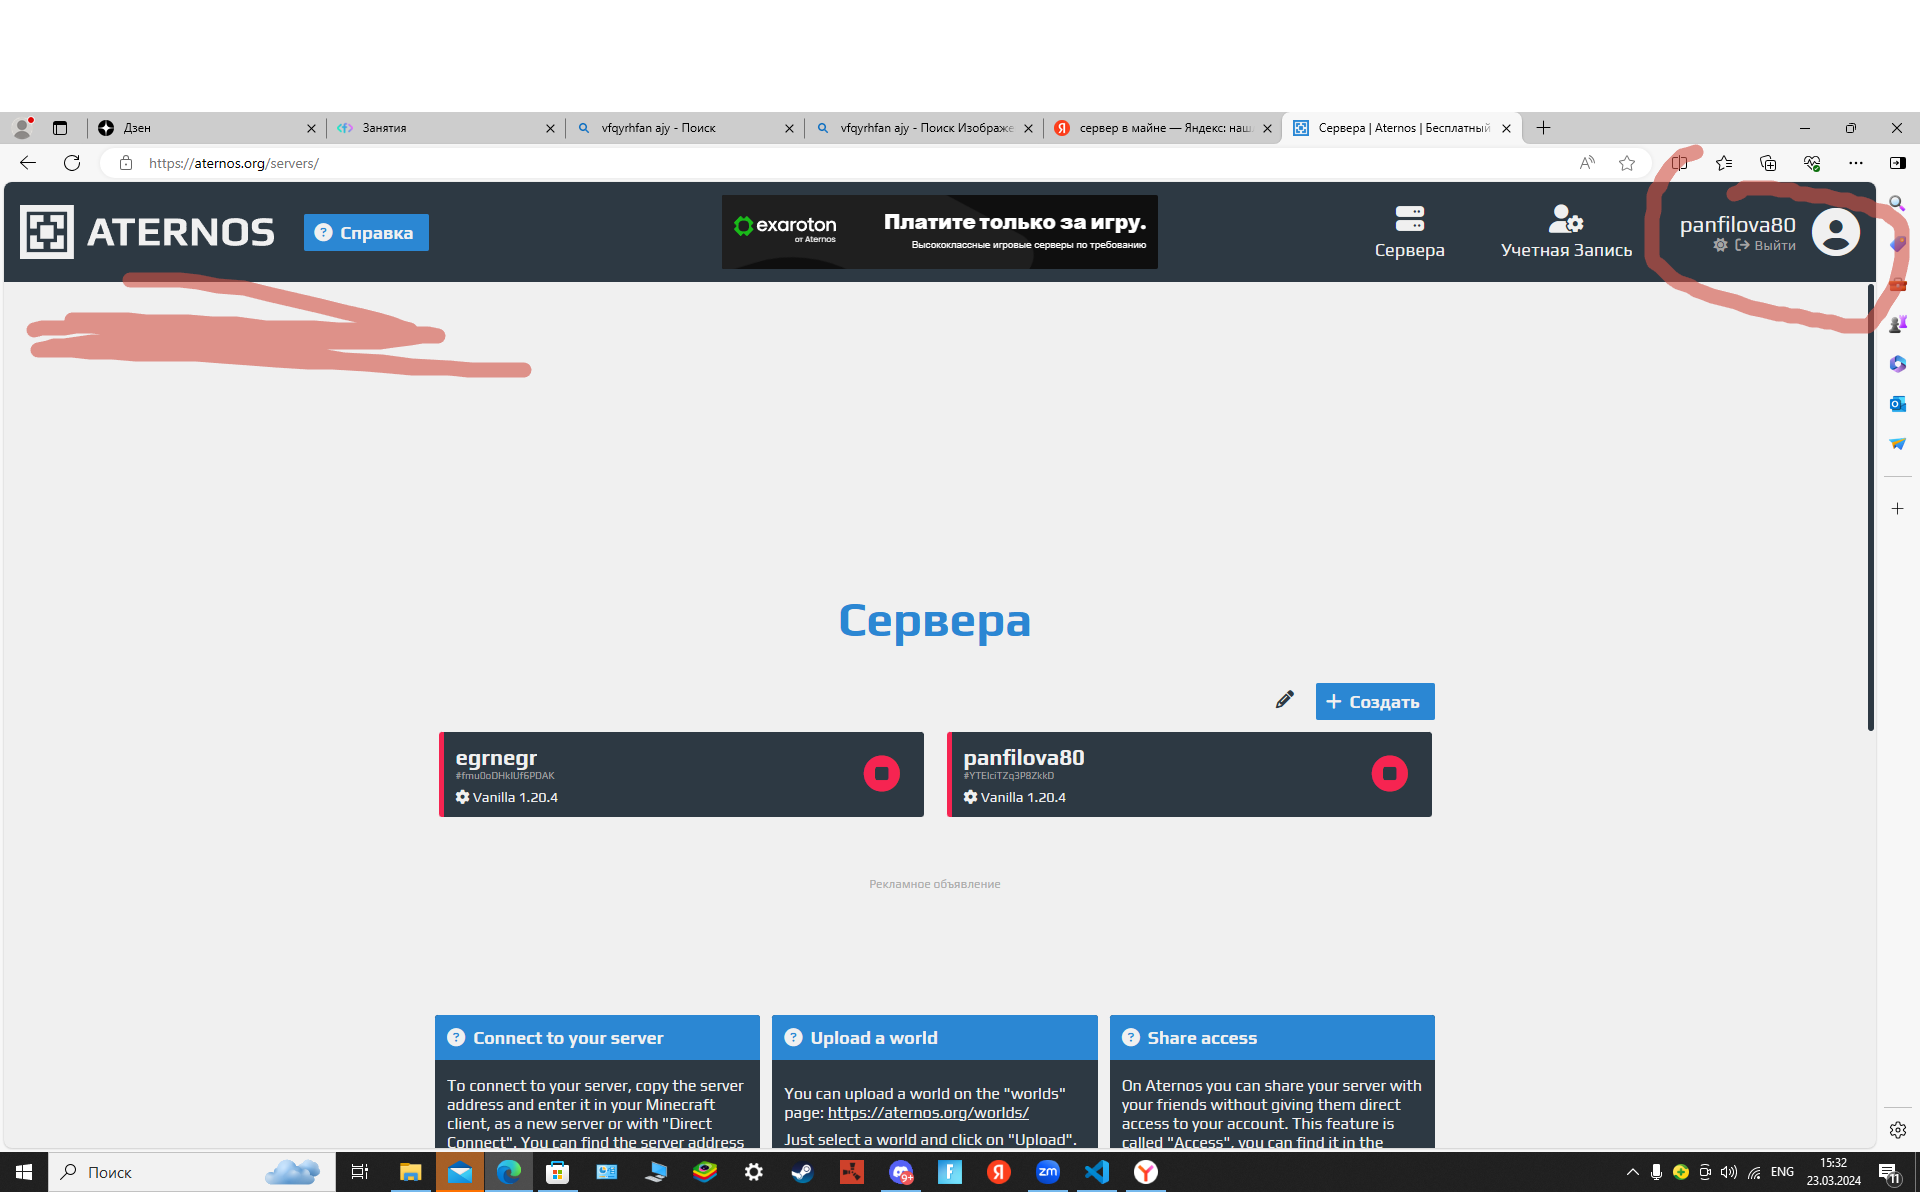 Дзен
Занятия
vfqyrhfan ajy - Поиск
vfqyrhfan ajy - Поиск Изображе
сервер в майне — Яндекс: наш
Сервера | Aternos | Бесплатный
https://aternos.org/servers/
ATERNOS
Справка
exaroton
от Aternos
Платите только за игру.
Высококлассные игровые серверы по требованию
Сервера
Учетная Запись
panfilova80
Выйти
Сервера
Создать
egrnegr
Vanilla 1.20.4
panfilova80
Vanilla 1.20.4
Рекламное объявление
Connect to your server
To connect to your server, copy the server
address and enter it in your Minecraft
client, as a new server or with "Direct
Connect". You can find the server address
Upload a world
You can upload a world on the "worlds"
page: https://aternos.org/worlds/
Just select a world and click on "Upload".
Share access
On Aternos you can share your server with
your friends without giving them direct
access to your account. This feature is
called "Access", you can find it in the
Поиск
9+
zm
ENG
15:32
23.03.2024
11